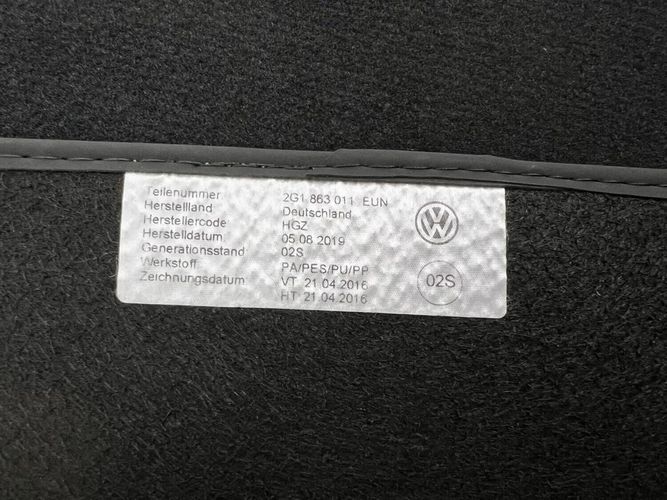 Teilenummer 2G1 863 011 EUN
Herstellland Deutschland
Herstellercode HGZ
Herstelldatum 05.08.2019
Generationsstand 02S
Werkstoff PA/PES/PU/PP
Zeichnungsdatum VT 21.04.2016
HT 21.04.2016
VW
02S